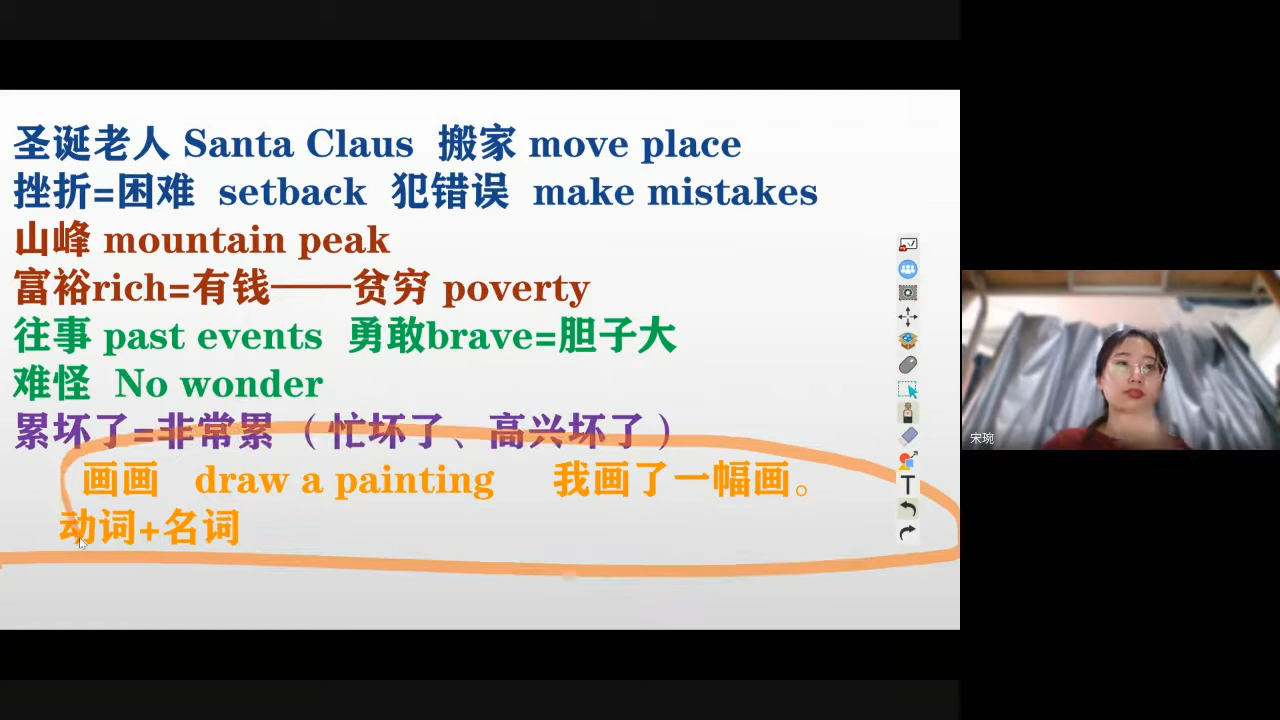 圣诞老人 Santa Claus 搬家 move place
挫折=困难 setback 犯错误 make mistakes
山峰 mountain peak
富裕rich=有钱——贫穷 poverty
往事 past events 勇敢brave=胆子大
难怪 No wonder
累坏了=非常累 （忙坏了、高兴坏了）
画画 draw a painting 我画了一幅画。
动词+名词
宋琬